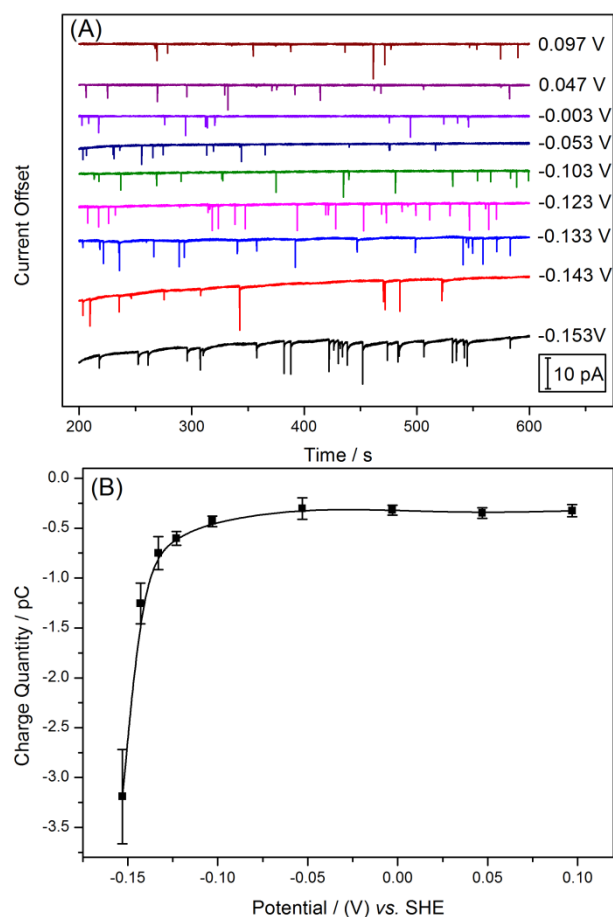 (A)
0.097 V
0.047 V
-0.003 V
-0.053 V
-0.103 V
-0.123 V
-0.133 V
-0.143 V
-0.153V
10 pA
Current Offset
200 300 400 500 600
Time / s
(B)
0.0
-0.5
-1.0
-1.5
-2.0
-2.5
-3.0
-3.5
Charge Quantity / pC
-0.15 -0.10 -0.05 0.00 0.05 0.10
Potential / (V) vs. SHE